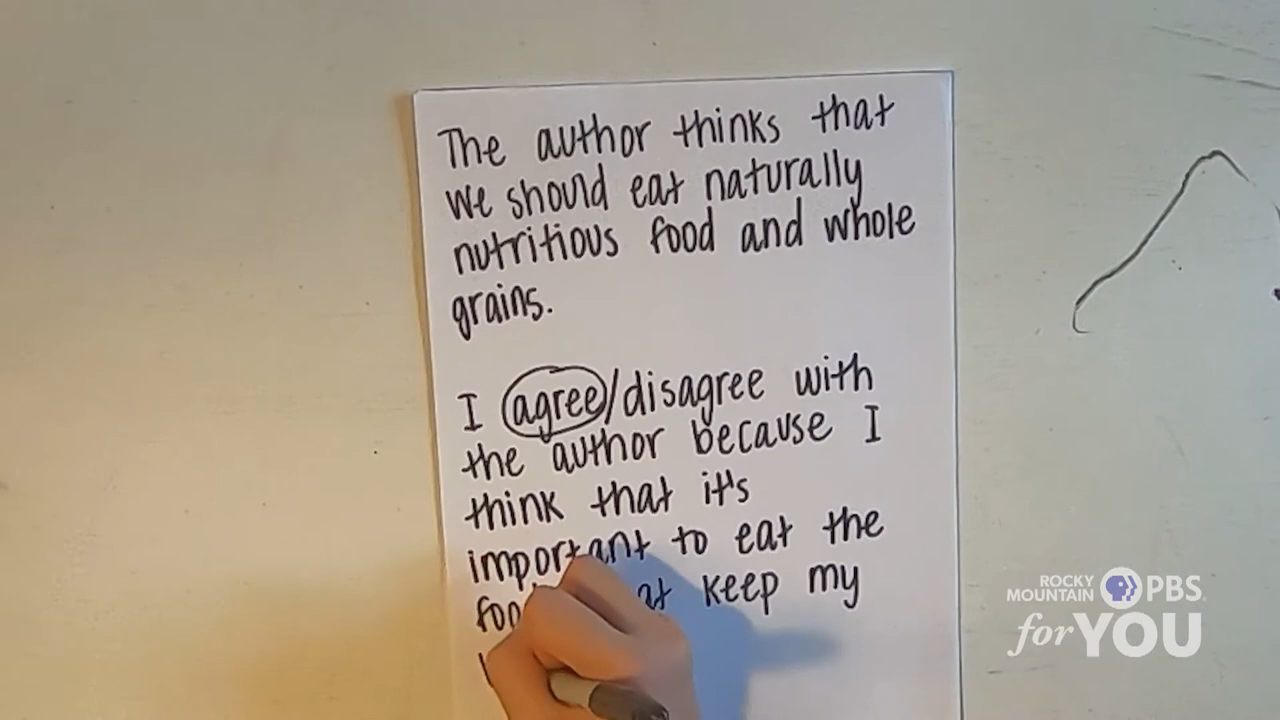 The author thinks that
we should eat naturally
nutritious food and whole
grains.
I agree/disagree with
the author because I
think that it's
important to eat the
keep my
ROCKY
MOUNTAIN PBS
for YOU